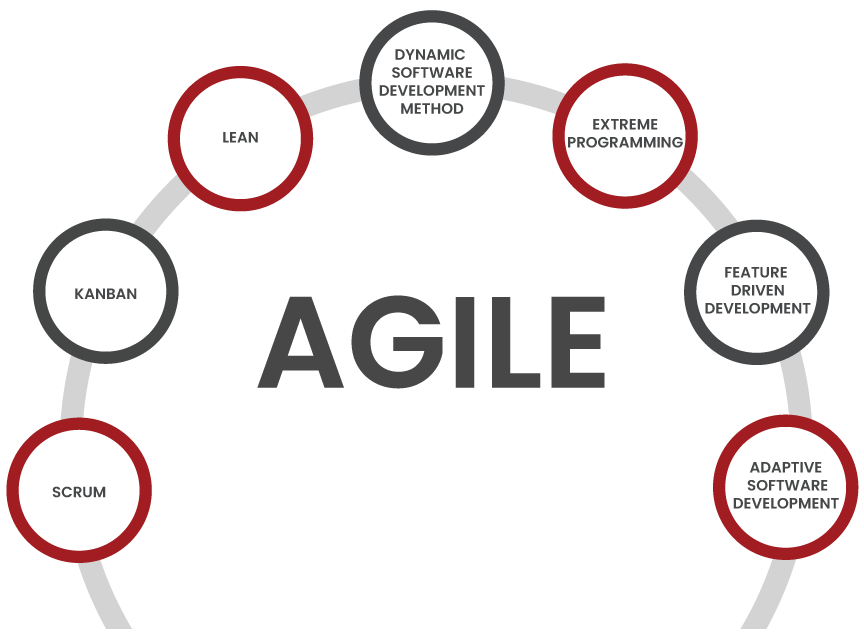 DYNAMIC
SOFTWARE
DEVELOPMENT
METHOD
LEAN
EXTREME
PROGRAMMING
KANBAN
FEATURE
DRIVEN
DEVELOPMENT
AGILE
SCRUM
ADAPTIVE
SOFTWARE
DEVELOPMENT